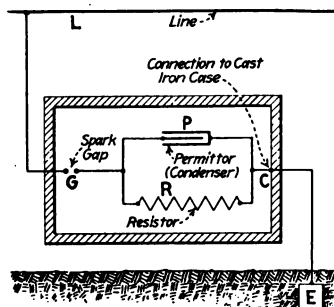 L
Line
Connection to Cast
Iron Case
P
Spark
Gap
Permittor
(Condenser)
G
C
R
Resistor
E